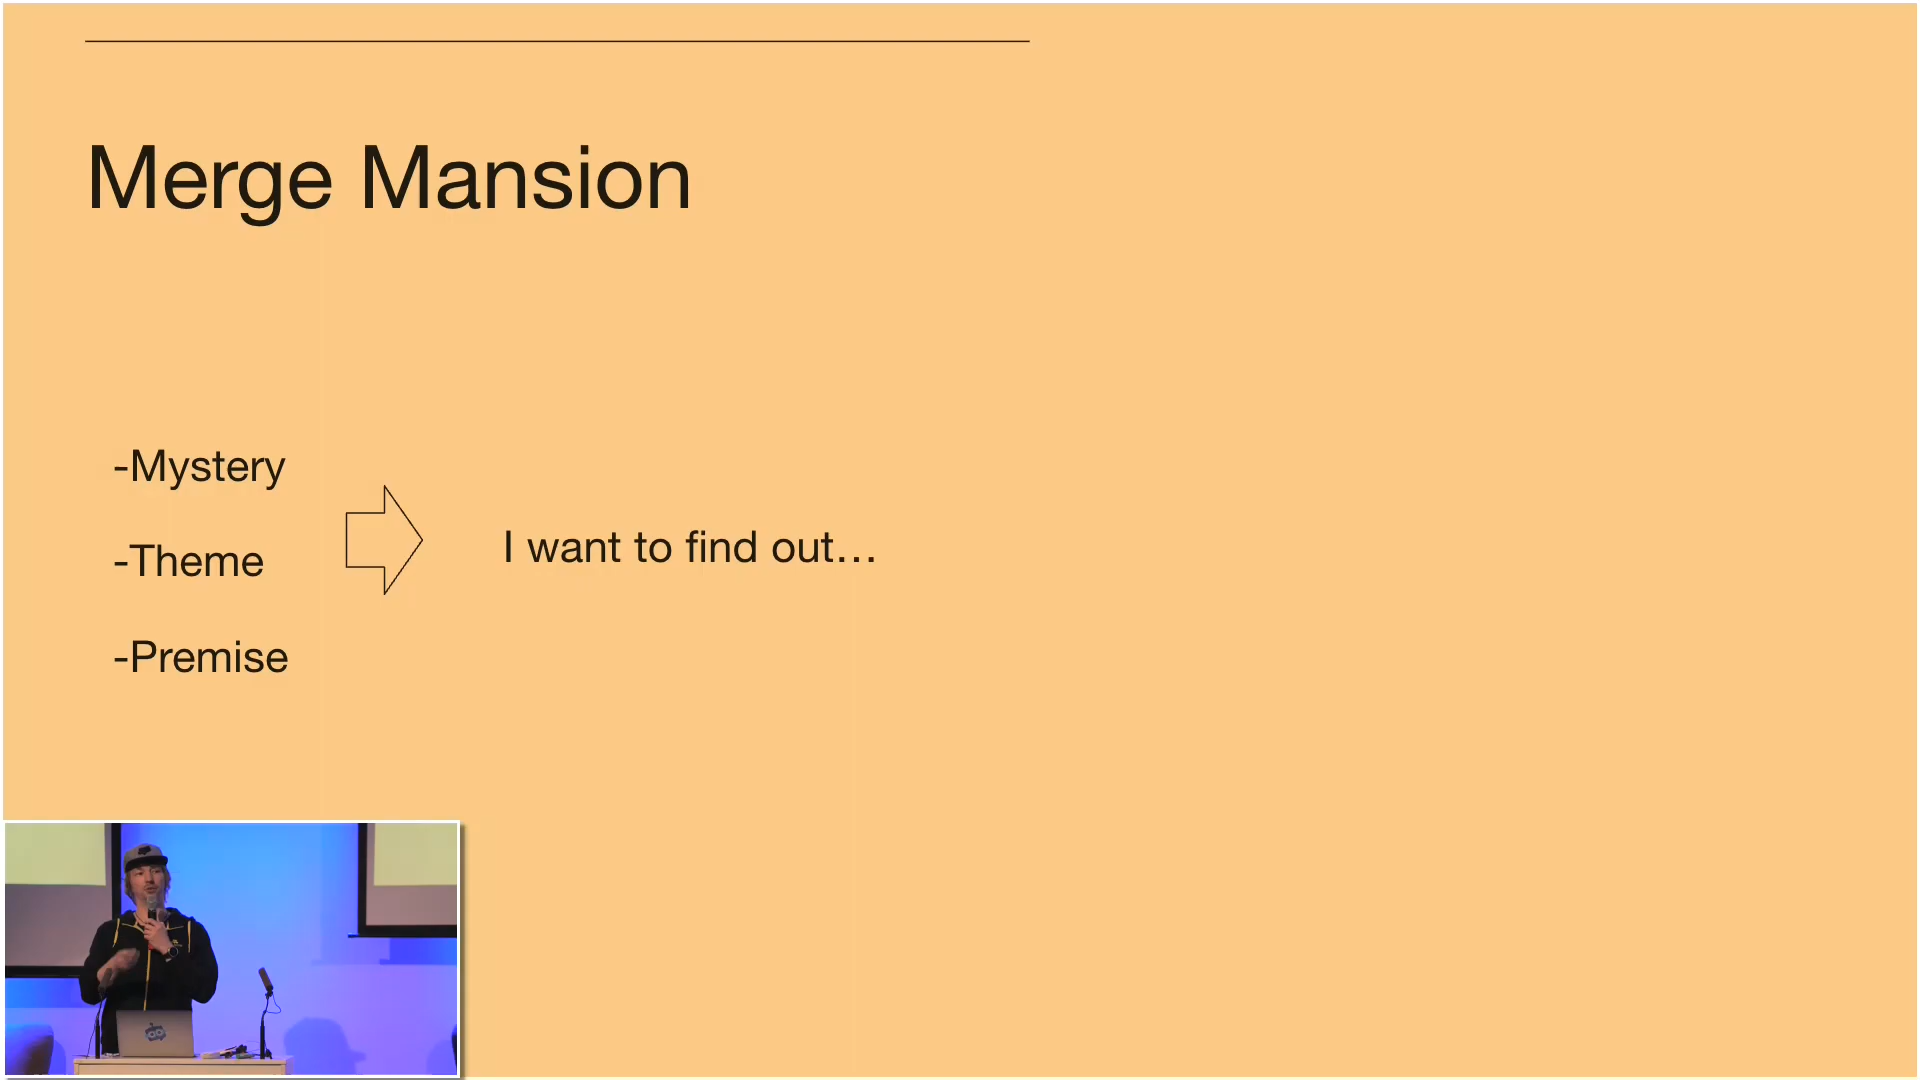 Merge Mansion
-Mystery
-Theme
-Premise
I want to find out…